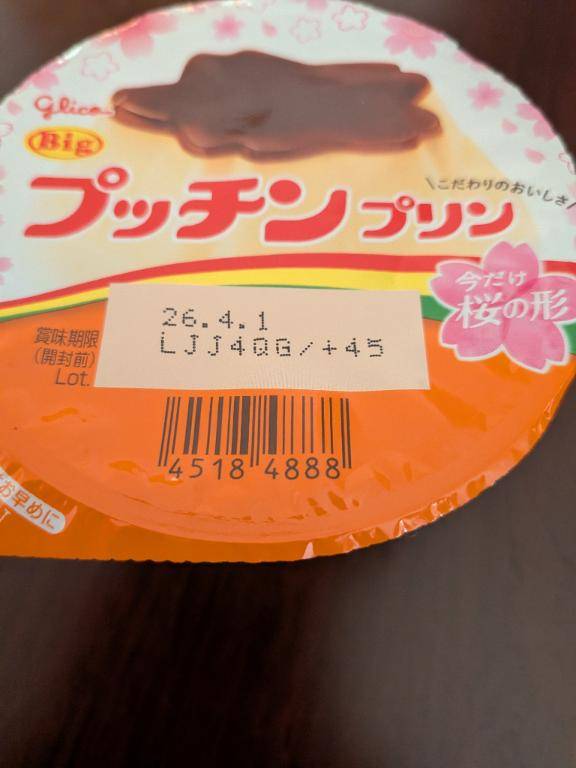 Glico
Big
プッチンプリン
\こだわりのおいしさ/
今だけ
桜の形
賞味期限
(開封前)
Lot.
26.4.1
LJJ4QG/+45
4518 4888
お早めに